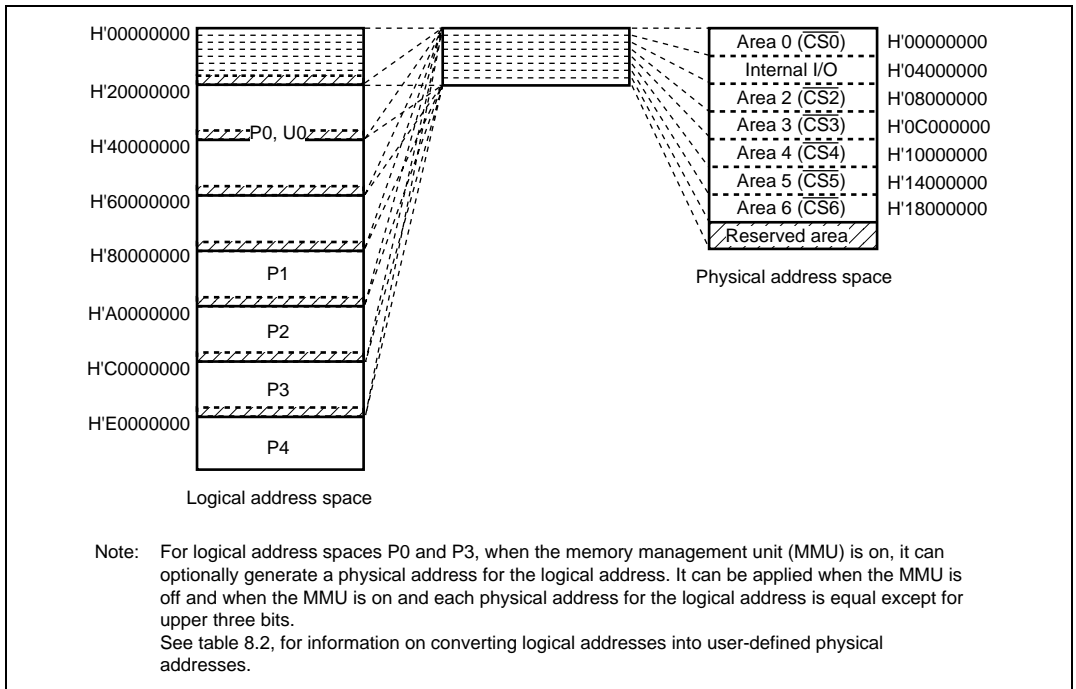 H'00000000
H'20000000
H'40000000
H'60000000
H'80000000
H'A0000000
H'C0000000
H'E0000000
P0, U0
P1
P2
P3
P4
Logical address space
Area 0 (CS0)
Internal I/O
Area 2 (CS2)
Area 3 (CS3)
Area 4 (CS4)
Area 5 (CS5)
Area 6 (CS6)
Reserved area
H'00000000
H'04000000
H'08000000
H'0C000000
H'10000000
H'14000000
H'18000000
Physical address space
Note: For logical address spaces P0 and P3, when the memory management unit (MMU) is on, it can
optionally generate a physical address for the logical address. It can be applied when the MMU is
off and when the MMU is on and each physical address for the logical address is equal except for
upper three bits.
See table 8.2, for information on converting logical addresses into user-defined physical
addresses.